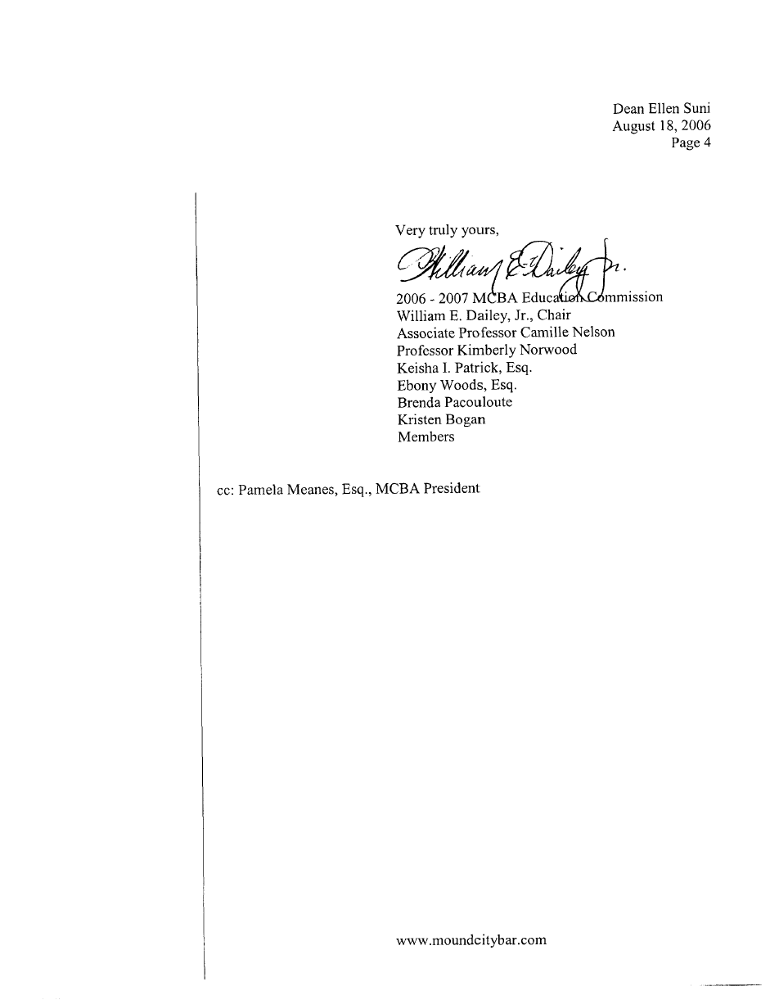 Dean Ellen Suni
August 18, 2006
Page 4
Very truly yours,
William E. Dailey Jr.
2006 - 2007 MCBA Education Commission
William E. Dailey, Jr., Chair
Associate Professor Camille Nelson
Professor Kimberly Norwood
Keisha I. Patrick, Esq.
Ebony Woods, Esq.
Brenda Pacouloute
Kristen Bogan
Members
cc: Pamela Meanes, Esq., MCBA President
www.moundcitybar.com